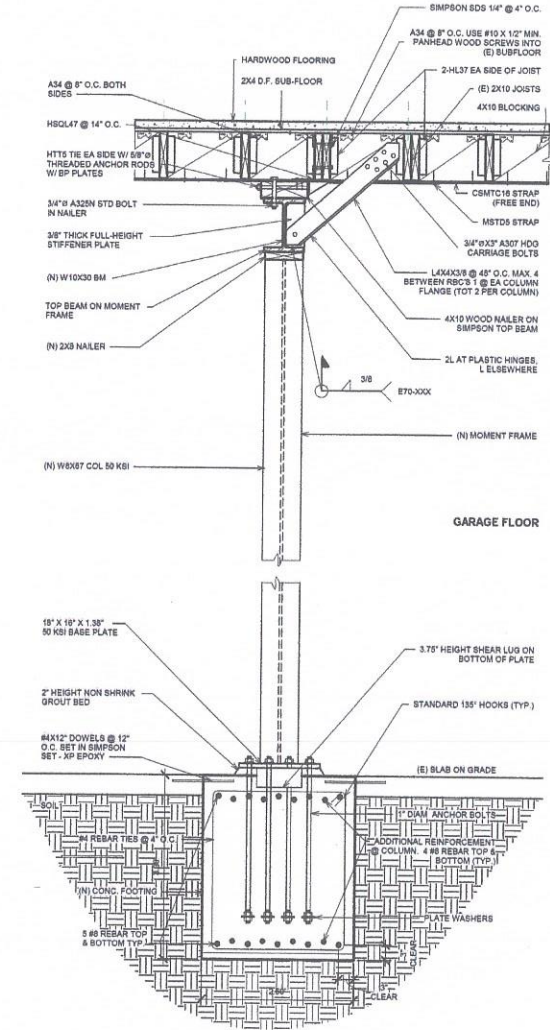 SIMPSON SDS 1/4" @ 4" O.C.
A34 @ 8" O.C. USE #10 X 1/2" MIN.
PANHEAD WOOD SCREWS INTO
(E) SUBFLOOR
HARDWOOD FLOORING
2X4 D.F. SUB-FLOOR
2-HL37 EA SIDE OF JOIST
(E) 2X10 JOISTS
4X10 BLOCKING
A34 @ 8" O.C. BOTH
SIDES
HSQL47 @ 14" O.C.
HTT5 TIE EA SIDE W/ 5/8"Ø
THREADED ANCHOR RODS
W/ BP PLATES
3/4" Ø A325N STD BOLT
IN NAILER
3/8" THICK FULL-HEIGHT
STIFFENER PLATE
(N) W10X30 BM
TOP BEAM ON MOMENT
FRAME
(N) 2X8 NAILER
CSMTC16 STRAP
(FREE END)
MSTD5 STRAP
3/4"ØX3" A307 HDG
CARRIAGE BOLTS
L4X4X3/8 @ 48" O.C. MAX. 4
BETWEEN RBC'S 1 @ EA COLUMN
FLANGE (TOT 2 PER COLUMN)
4X10 WOOD NAILER ON
SIMPSON TOP BEAM
2L AT PLASTIC HINGES,
L ELSEWHERE
3/8
E70-XXX
(N) MOMENT FRAME
(N) W8X67 COL 50 KSI
GARAGE FLOOR
50 KSI BASE PLATE
3.75" HEIGHT SHEAR LUG ON
BOTTOM OF PLATE
2" HEIGHT NON SHRINK
GROUT BED
STANDARD 135° HOOKS (TYP.)
#4X12" DOWELS @ 12"
O.C. SET IN SIMPSON
SET - XP EPOXY
(E) SLAB ON GRADE
SOIL
1" DIAM ANCHOR BOLTS
#4 REBAR TIES @ 4" O.C.
ADDITIONAL REINFORCEMENT
@ COLUMN. 4 #8 REBAR TOP &
BOTTOM (TYP.)
(N) CONC. FOOTING
PLATE WASHERS
5 #8 REBAR TOP
& BOTTOM TYP.
3"
CLEAR
3"
CLEAR